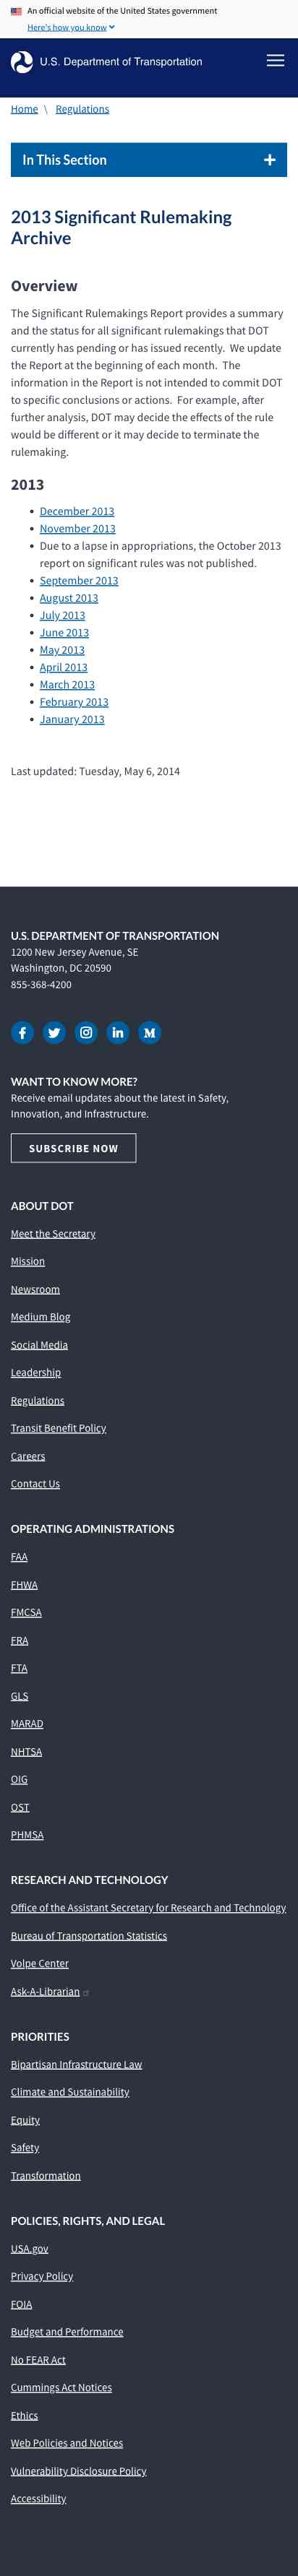 An official website of the United States government
Here's how you know
U.S. Department of Transportation
Home \ Regulations
In This Section
2013 Significant Rulemaking
Archive
Overview
The Significant Rulemakings Report provides a summary
and the status for all significant rulemakings that DOT
currently has pending or has issued recently.  We update
the Report at the beginning of each month.  The
information in the Report is not intended to commit DOT
to specific conclusions or actions.  For example, after
further analysis, DOT may decide the effects of the rule
would be different or it may decide to terminate the
rulemaking.
2013
• December 2013
• November 2013
• Due to a lapse in appropriations, the October 2013
report on significant rules was not published.
• September 2013
• August 2013
• July 2013
• June 2013
• May 2013
• April 2013
• March 2013
• February 2013
• January 2013
Last updated: Tuesday, May 6, 2014
U.S. DEPARTMENT OF TRANSPORTATION
1200 New Jersey Avenue, SE
Washington, DC 20590
855-368-4200
WANT TO KNOW MORE?
Receive email updates about the latest in Safety,
Innovation, and Infrastructure.
SUBSCRIBE NOW
ABOUT DOT
Meet the Secretary
Mission
Newsroom
Medium Blog
Social Media
Leadership
Regulations
Transit Benefit Policy
Careers
Contact Us
OPERATING ADMINISTRATIONS
FAA
FHWA
FMCSA
FRA
FTA
GLS
MARAD
NHTSA
OIG
OST
PHMSA
RESEARCH AND TECHNOLOGY
Office of the Assistant Secretary for Research and Technology
Bureau of Transportation Statistics
Volpe Center
Ask-A-Librarian
PRIORITIES
Bipartisan Infrastructure Law
Climate and Sustainability
Equity
Safety
Transformation
POLICIES, RIGHTS, AND LEGAL
USA.gov
Privacy Policy
FOIA
Budget and Performance
No FEAR Act
Cummings Act Notices
Ethics
Web Policies and Notices
Vulnerability Disclosure Policy
Accessibility